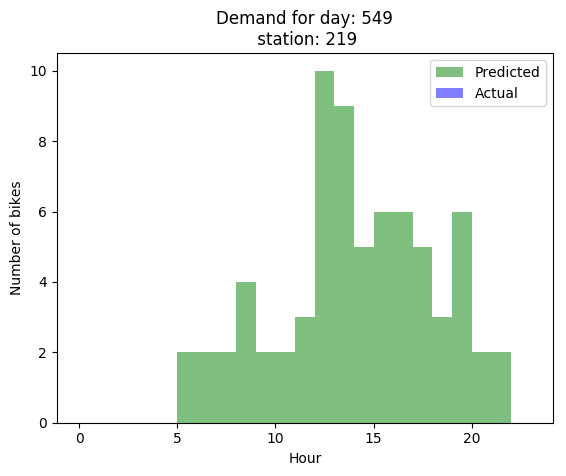 Demand for day: 549
station: 219
Predicted
Actual
10
8
6
4
2
0
Number of bikes
0
5
10
15
20
Hour